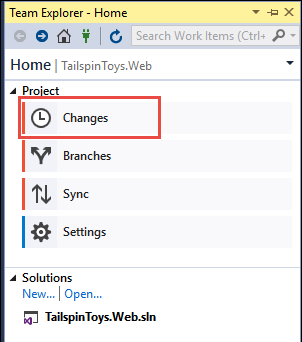 Team Explorer - Home
Search Work Items (Ctrl+
Home | TailspinToys.Web
Project
Changes
Branches
Sync
Settings
Solutions
New... | Open...
TailspinToys.Web.sln